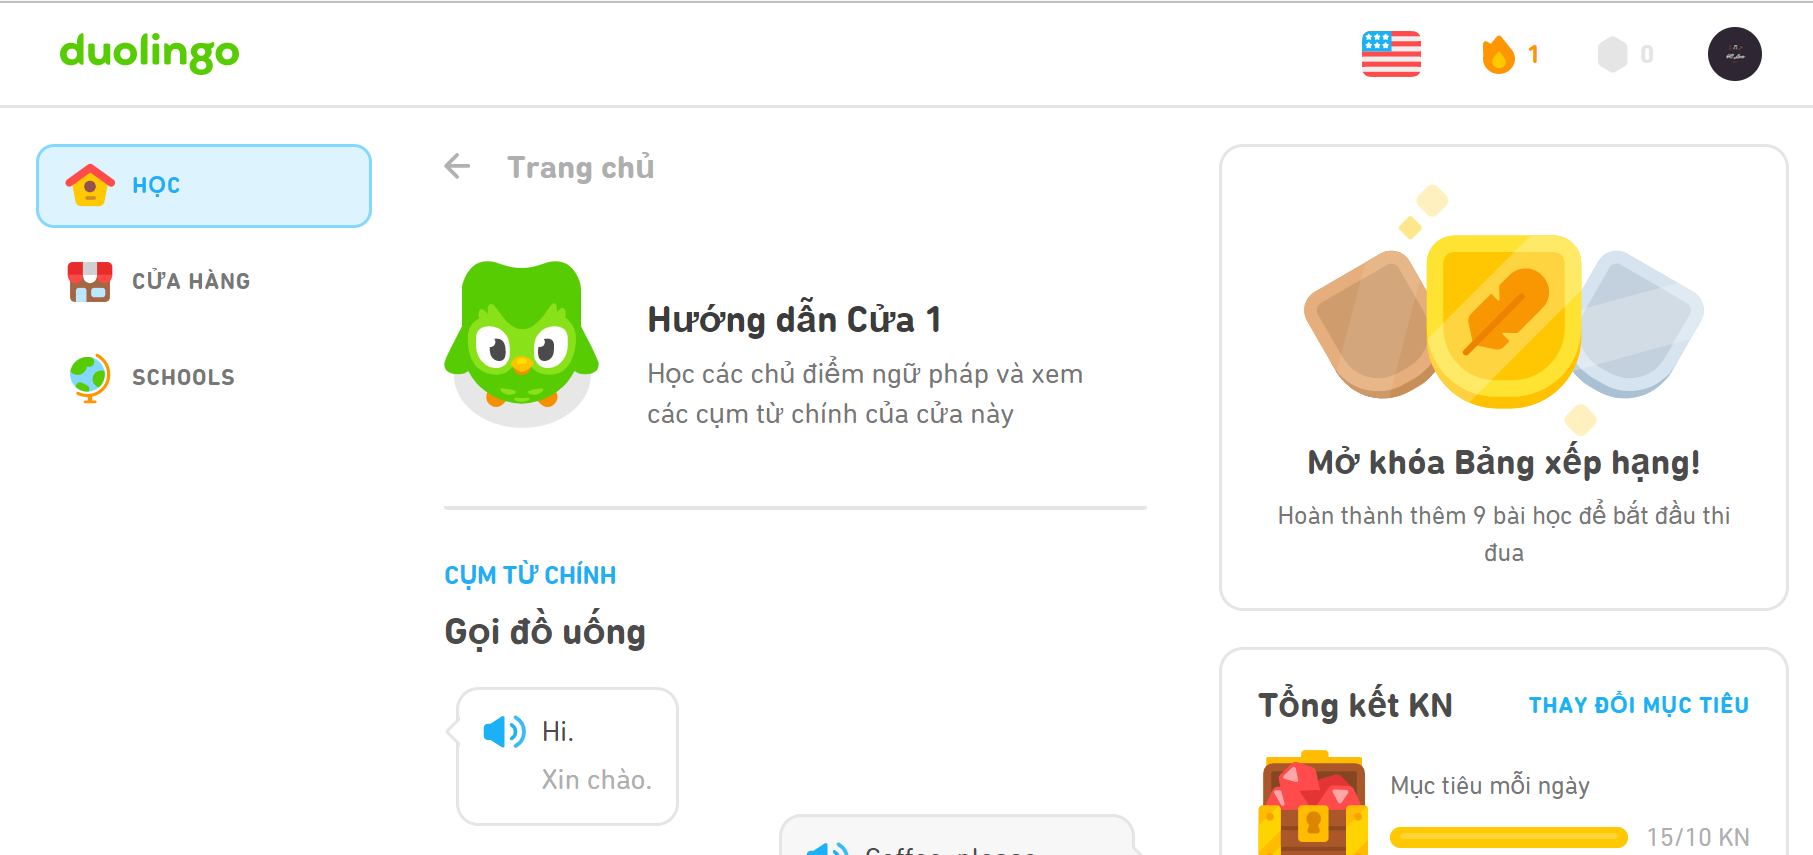 duolingo
1
0
HỌC
CỬA HÀNG
SCHOOLS
Trang chủ
Hướng dẫn Cửa 1
Học các chủ điểm ngữ pháp và xem
các cụm từ chính của cửa này
CỤM TỪ CHÍNH
Gọi đồ uống
Hi.
Xin chào.
Coffee, please.
Mở khóa Bảng xếp hạng!
Hoàn thành thêm 9 bài học để bắt đầu thi
đua
Tổng kết KN
THAY ĐỔI MỤC TIÊU
Mục tiêu mỗi ngày
15/10 KN